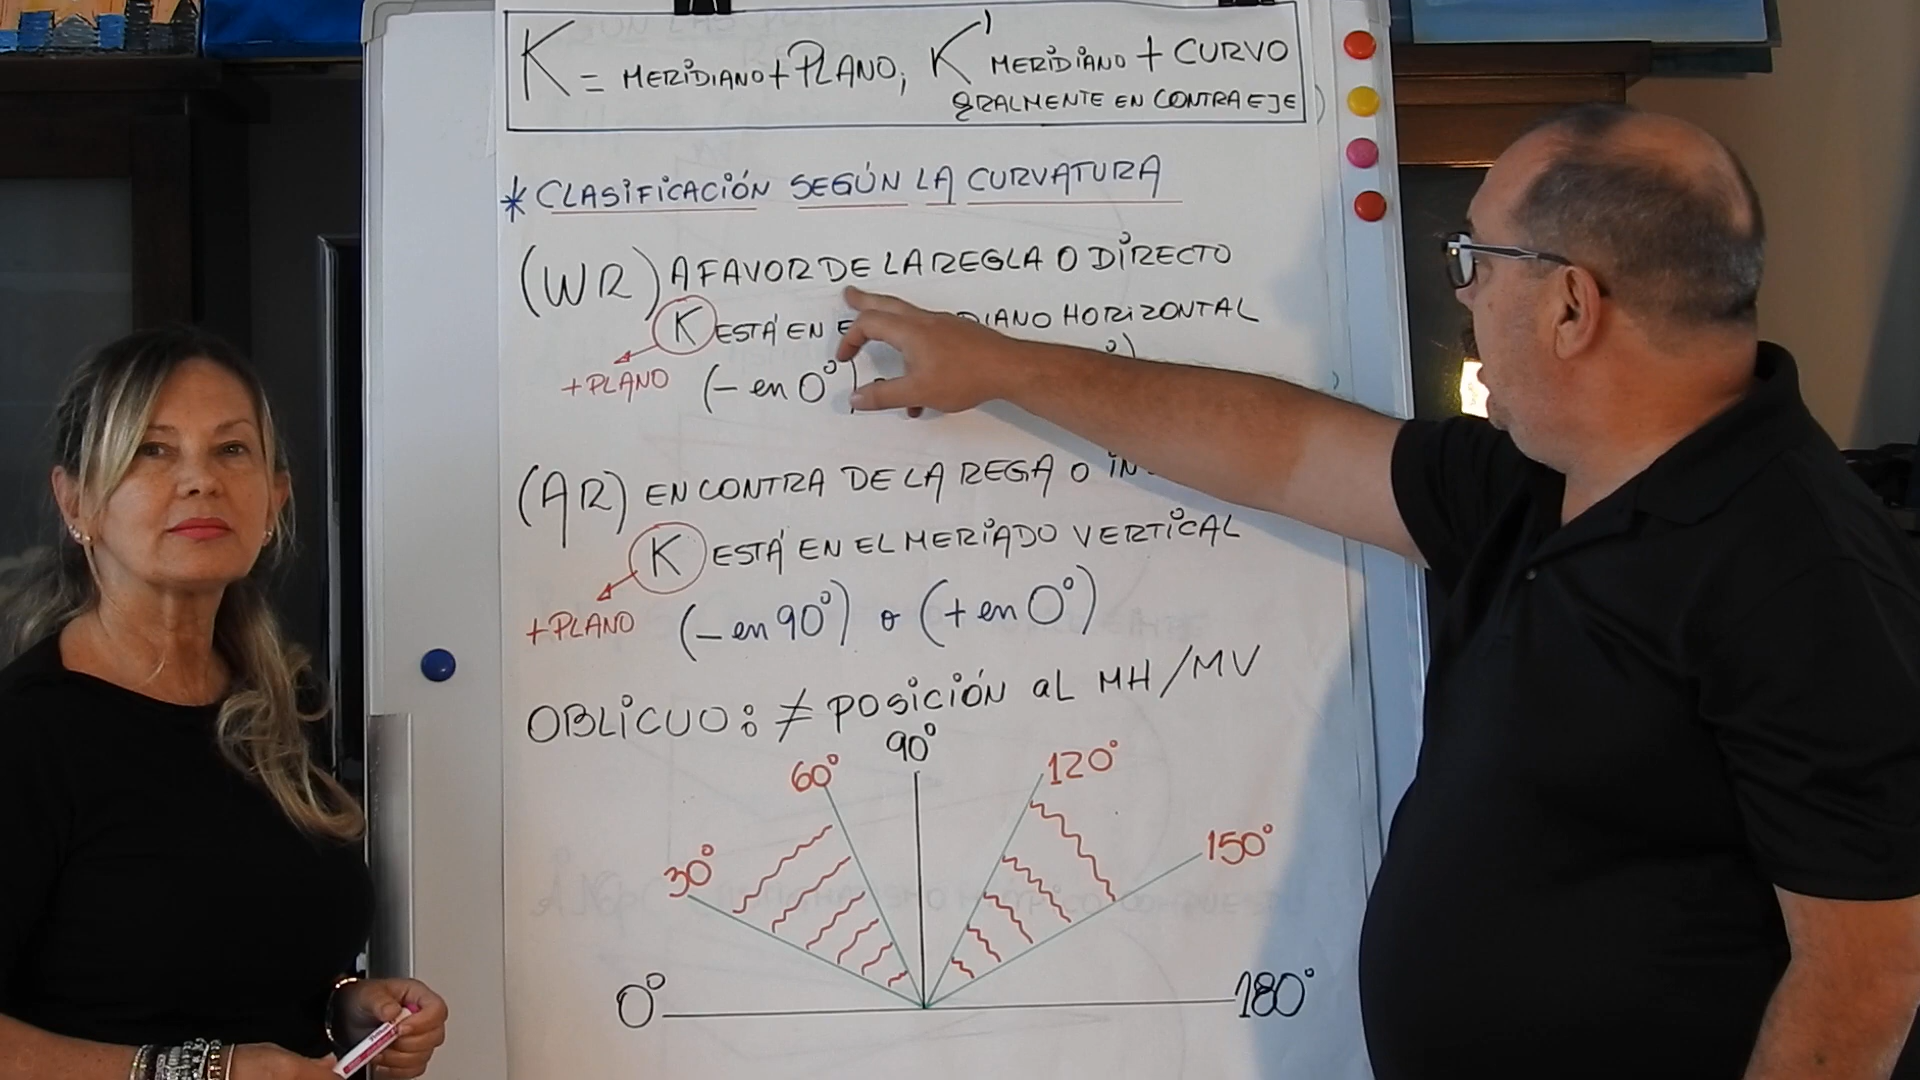 K = MERIDIANO + PLANO; K' MERIDIANO + CURVO
GRALMENTE EN CONTRA EJE
* CLASIFICACIÓN SEGÚN LA CURVATURA
(WR) A FAVOR DE LA REGLA O DIRECTO
K ESTÁ EN HORIZONTAL
+ PLANO (- en 0°)
(AR) EN CONTRA DE LA REGA O
K ESTÁ EN EL MERIADO VERTICAL
+ PLANO (- en 90°) o (+ en 0°)
OBLICUO: ≠ POSICIÓN aL MH/MV
90°
60° 120°
30° 150°
0° 180°